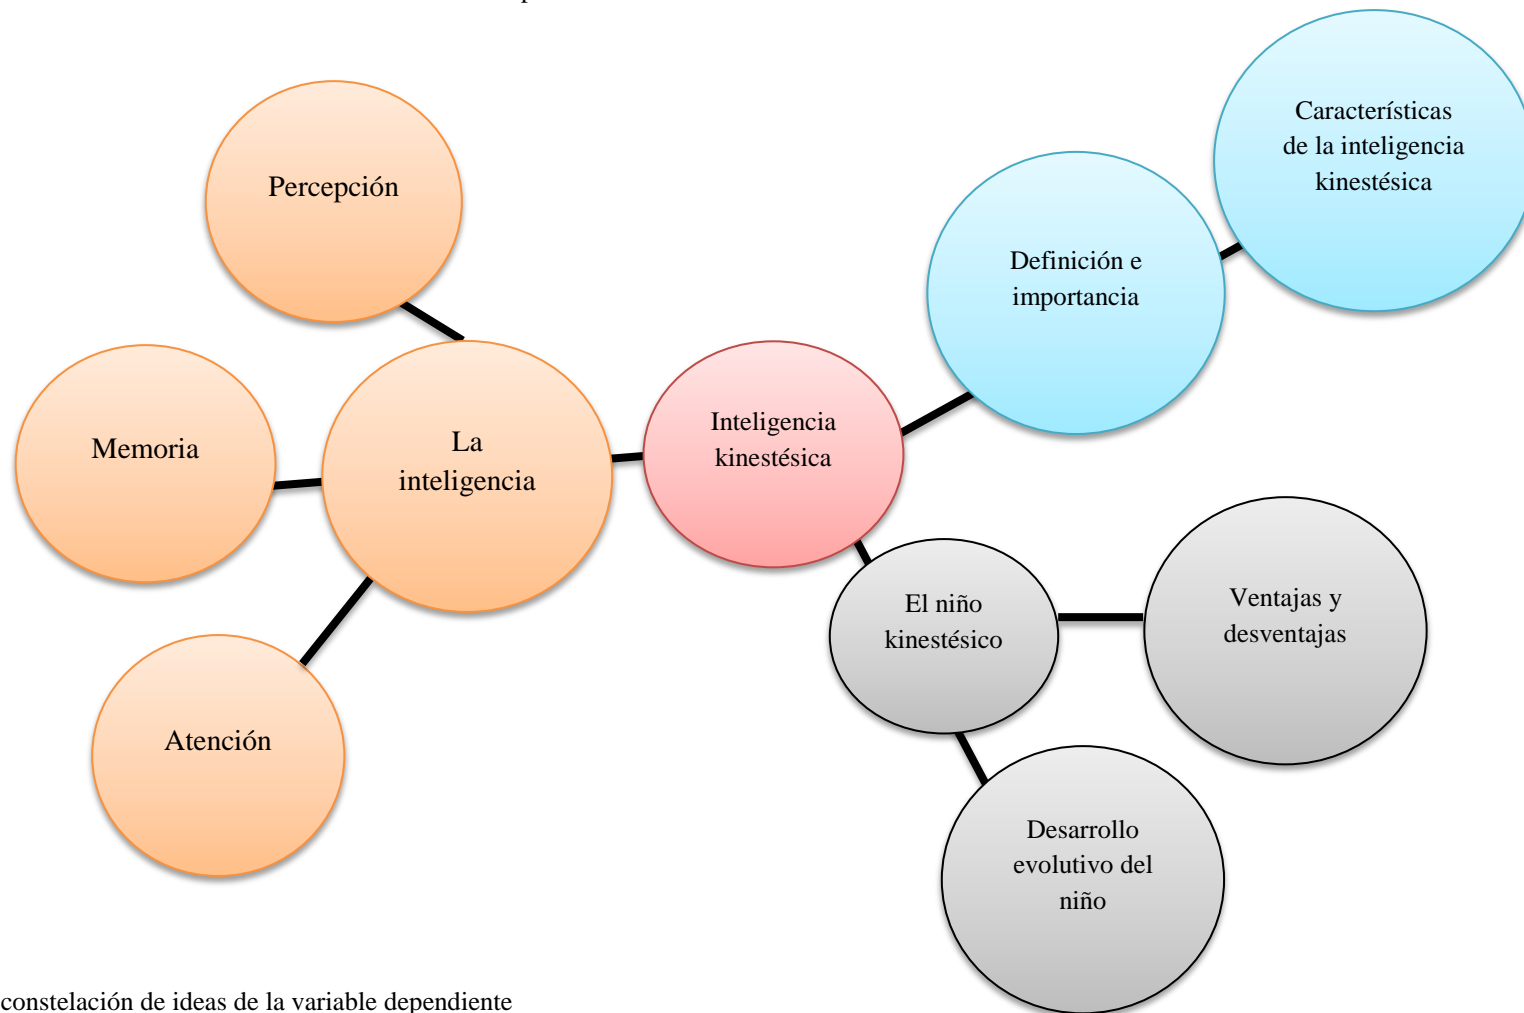 Percepción
Memoria
La
inteligencia
Atención
Inteligencia
kinestésica
Definición e
importancia
Características
de la inteligencia
kinestésica
El niño
kinestésico
Ventajas y
desventajas
Desarrollo
evolutivo del
niño
constelación de ideas de la variable dependiente